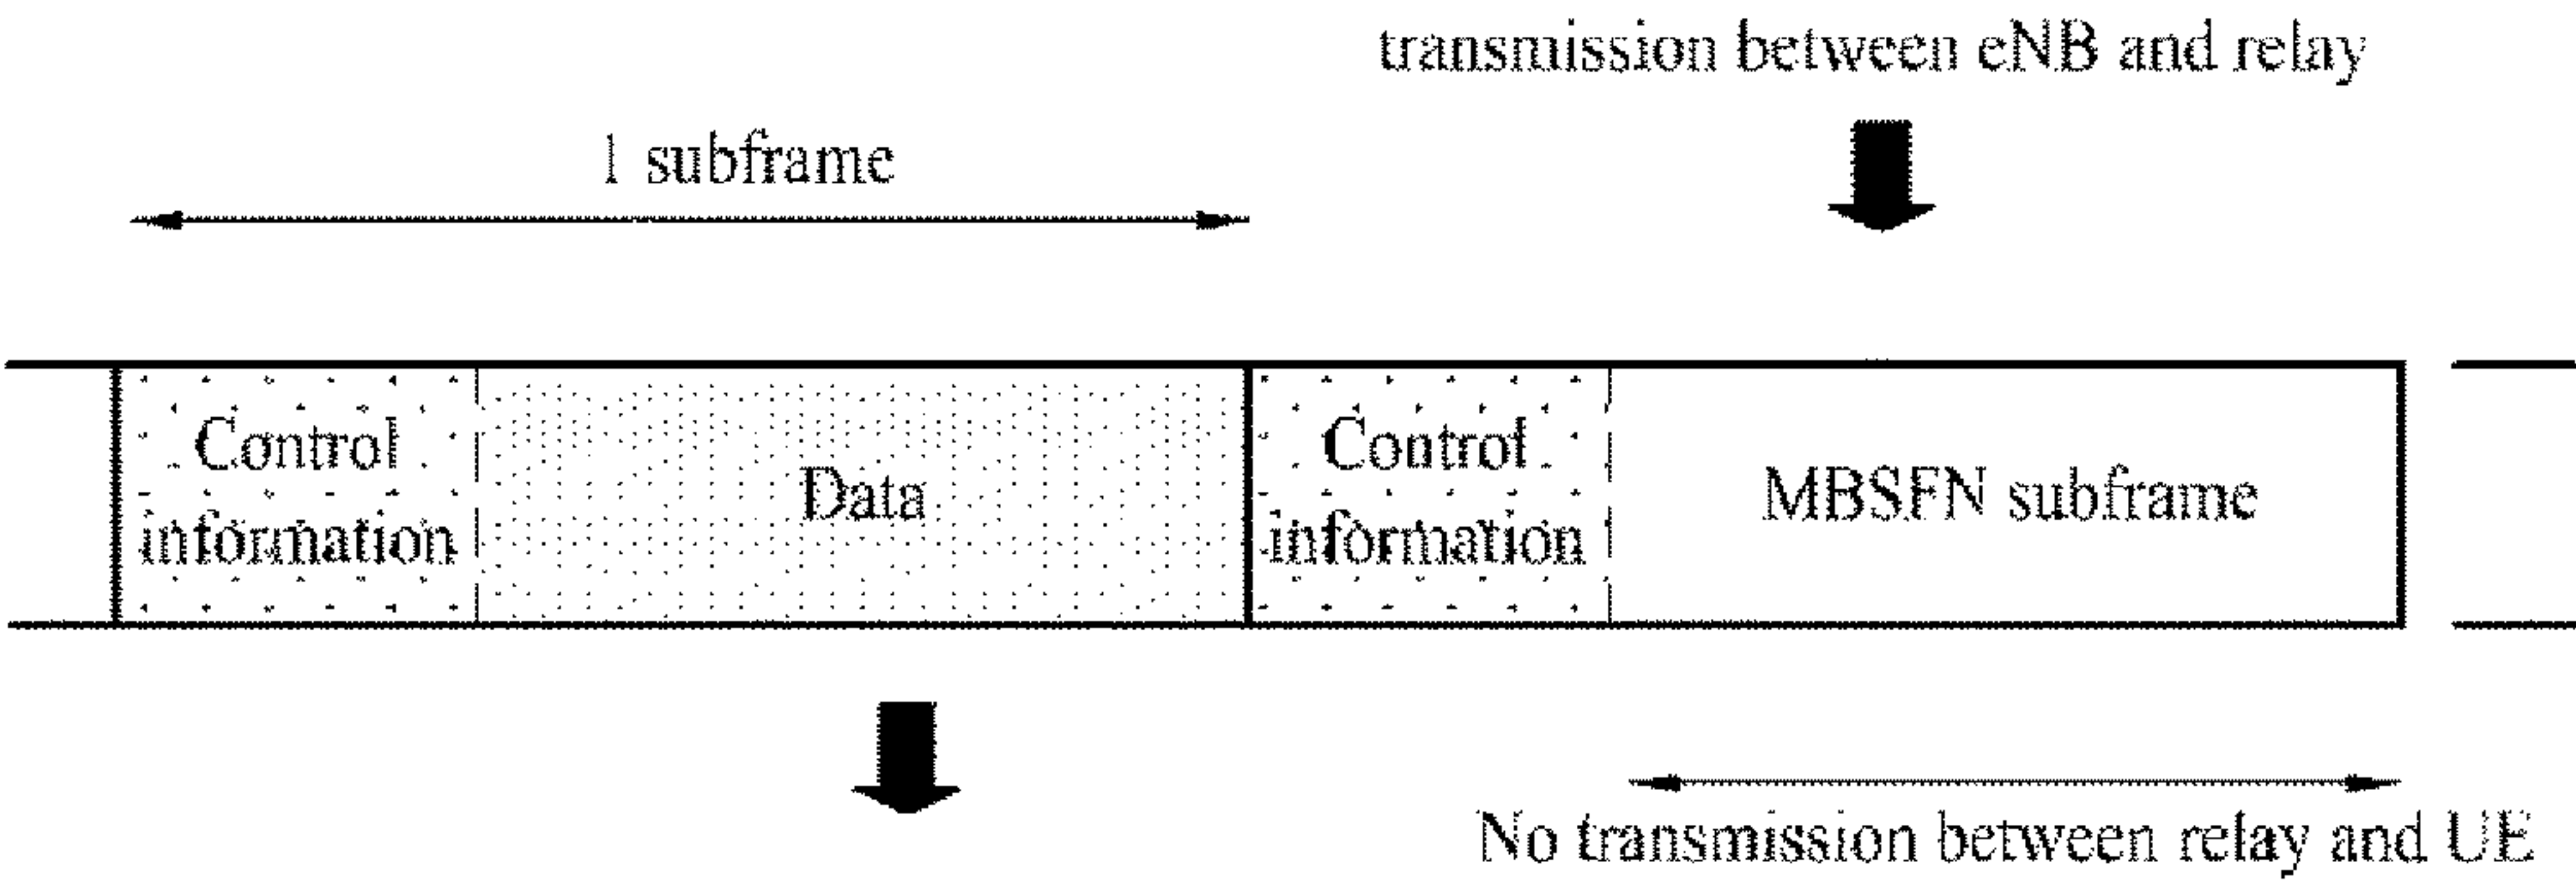 transmission between eNB and relay
1 subframe
Control
information
Data
Control
information
MBSFN subframe
No transmission between relay and UE